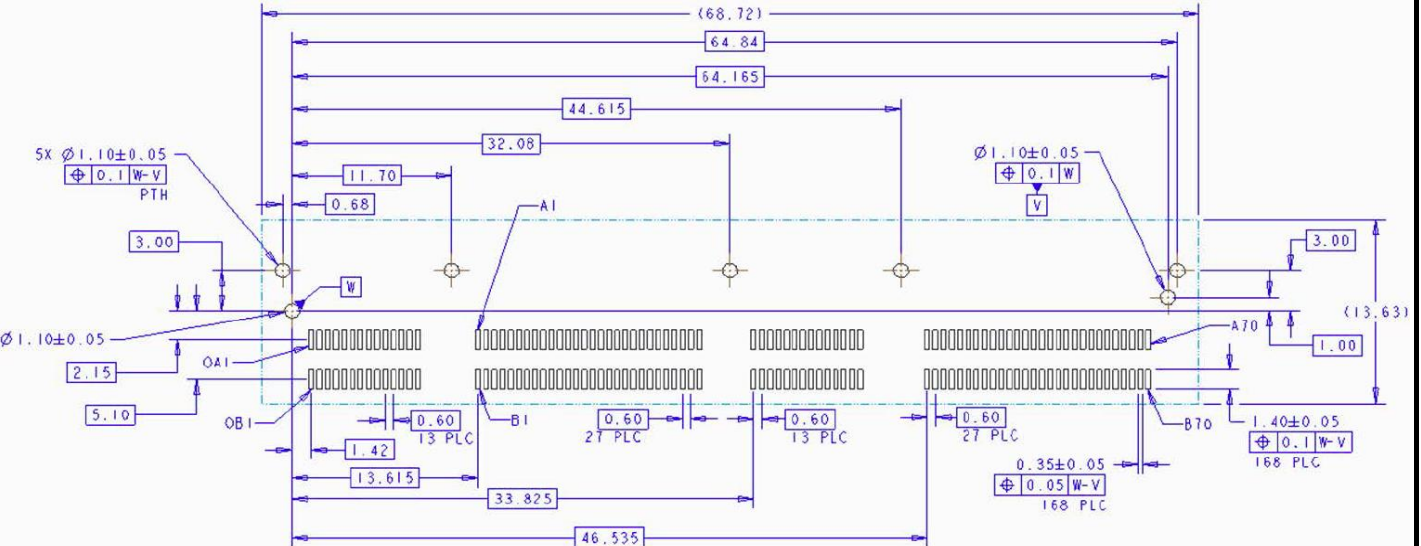 (68.72)
64.84
64.165
44.615
32.08
11.70
0.68
5X Ø1.10±0.05
⌖ 0.1 W-V
PTH
A1
Ø1.10±0.05
⌖ 0.1 W
V
3.00
3.00
W
(13.63)
Ø1.10±0.05
0A1
A70
1.00
2.15
5.10
0B1
0.60
13 PLC
B1
0.60
27 PLC
0.60
13 PLC
0.60
27 PLC
B70
1.40±0.05
⌖ 0.1 W-V
168 PLC
1.42
13.615
33.825
0.35±0.05
⌖ 0.05 W-V
168 PLC
46.535